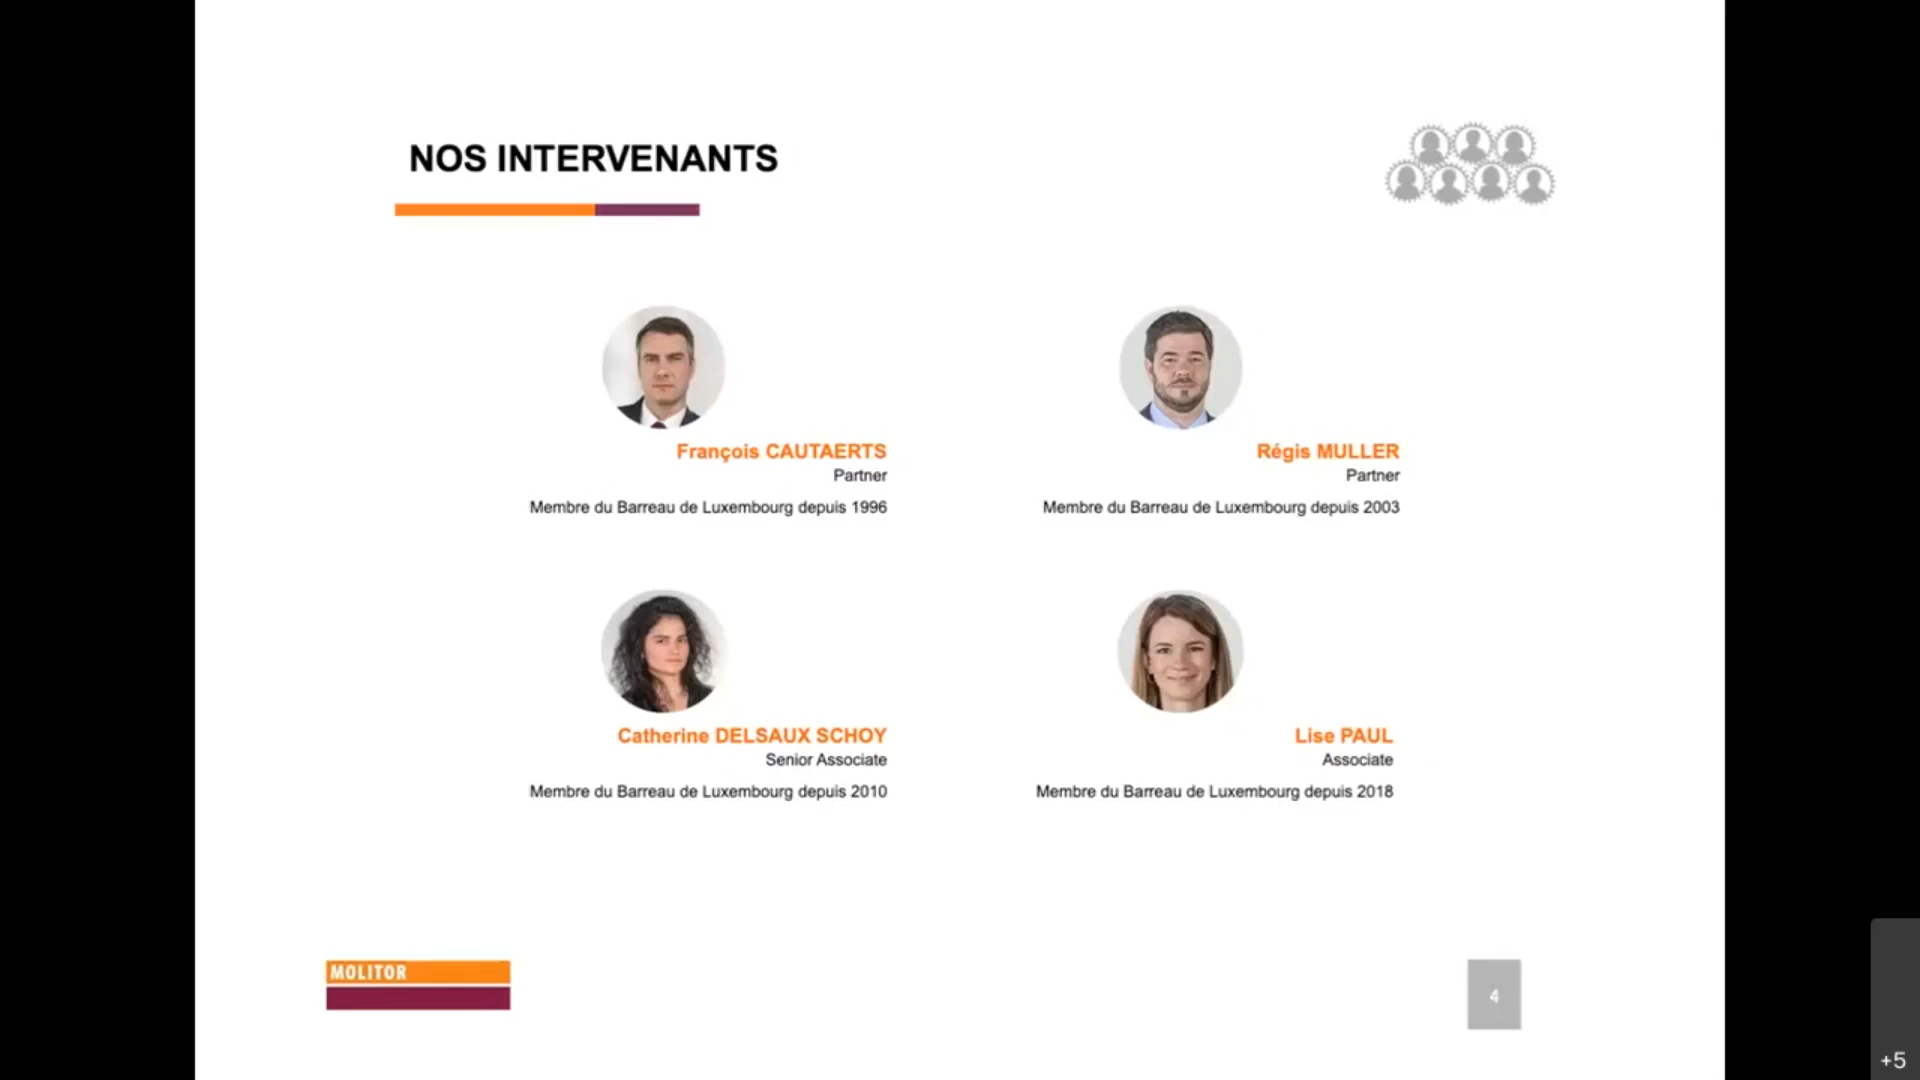 NOS INTERVENANTS
François CAUTAERTS
Partner
Membre du Barreau de Luxembourg depuis 1996
Régis MULLER
Partner
Membre du Barreau de Luxembourg depuis 2003
Catherine DELSAUX SCHOY
Senior Associate
Membre du Barreau de Luxembourg depuis 2010
Lise PAUL
Associate
Membre du Barreau de Luxembourg depuis 2018
MOLITOR
4
+5